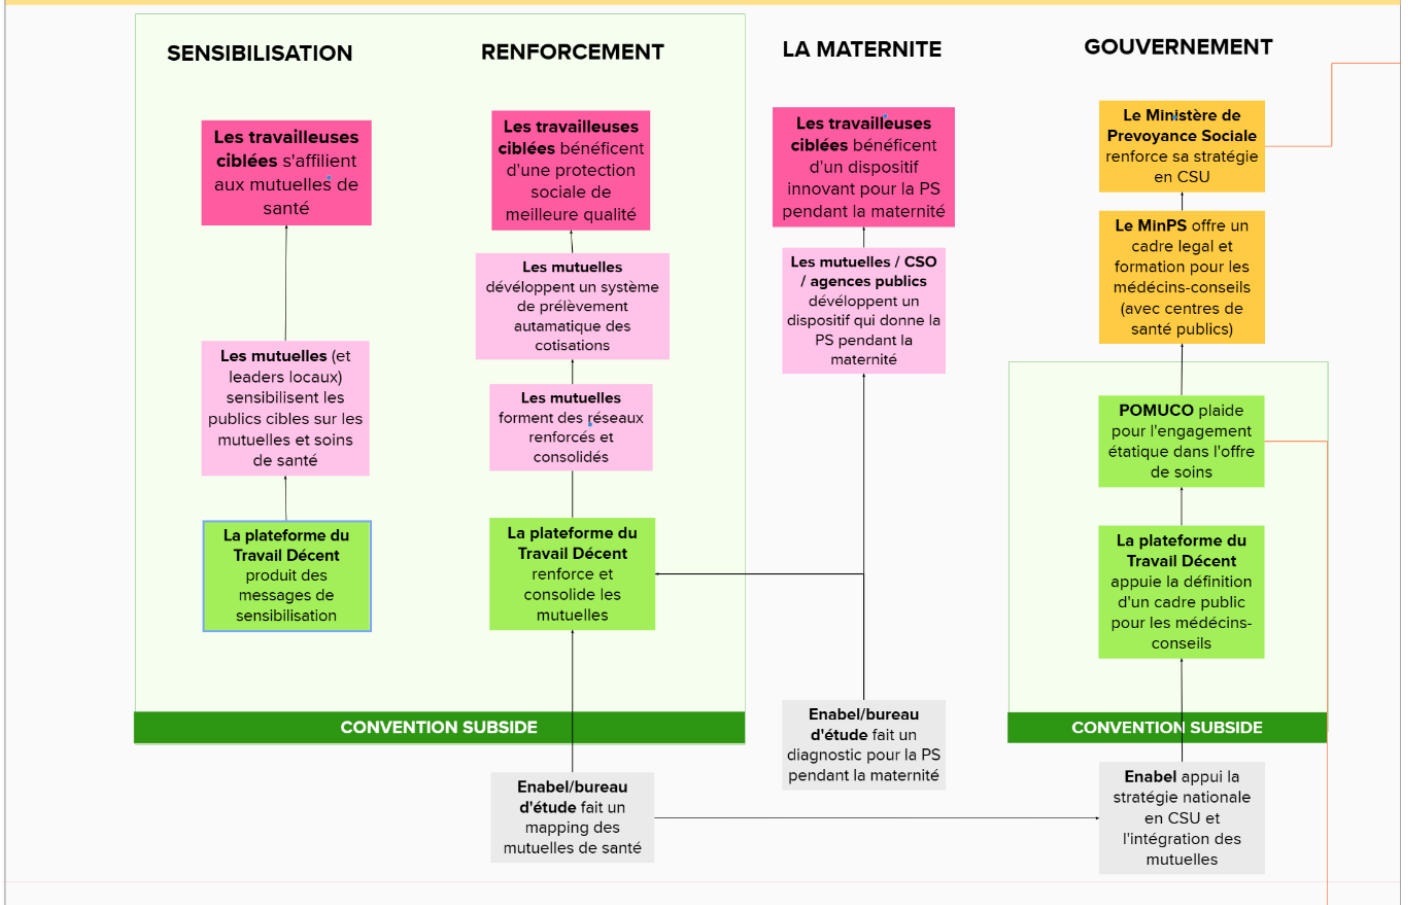 SENSIBILISATION
RENFORCEMENT
LA MATERNITE
GOUVERNEMENT
Les travailleuses
ciblées s'affilient
aux mutuelles de
santé
Les mutuelles (et
leaders locaux)
sensibilisent les
publics cibles sur les
mutuelles et soins
de santé
La plateforme du
Travail Décent
produit des
messages de
sensibilisation
Les travailleuses
ciblées bénéficent
d'une protection
sociale de
meilleure qualité
Les mutuelles
dévéloppent un système
de prélèvement
autamatique des
cotisations
Les mutuelles
forment des réseaux
renforcés et
consolidés
La plateforme du
Travail Décent
renforce et
consolide les
mutuelles
CONVENTION SUBSIDE
Enabel/bureau
d'étude fait un
mapping des
mutuelles de santé
Les travailleuses
ciblées bénéficent
d'un dispositif
innovant pour la PS
pendant la maternité
Les mutuelles / CSO
/ agences publics
dévéloppent un
dispositif qui donne la
PS pendant la
maternité
Enabel/bureau
d'étude fait un
diagnostic pour la PS
pendant la maternité
Le Ministère de
Prevoyance Sociale
renforce sa stratégie
en CSU
Le MinPS offre un
cadre legal et
formation pour les
médécins-conseils
(avec centres de
santé publics)
POMUCO plaide
pour l'engagement
étatique dans l'offre
de soins
La plateforme du
Travail Décent
appuie la définition
d'un cadre public
pour les médécins-
conseils
CONVENTION SUBSIDE
Enabel appui la
stratégie nationale
en CSU et
l'intégration des
mutuelles